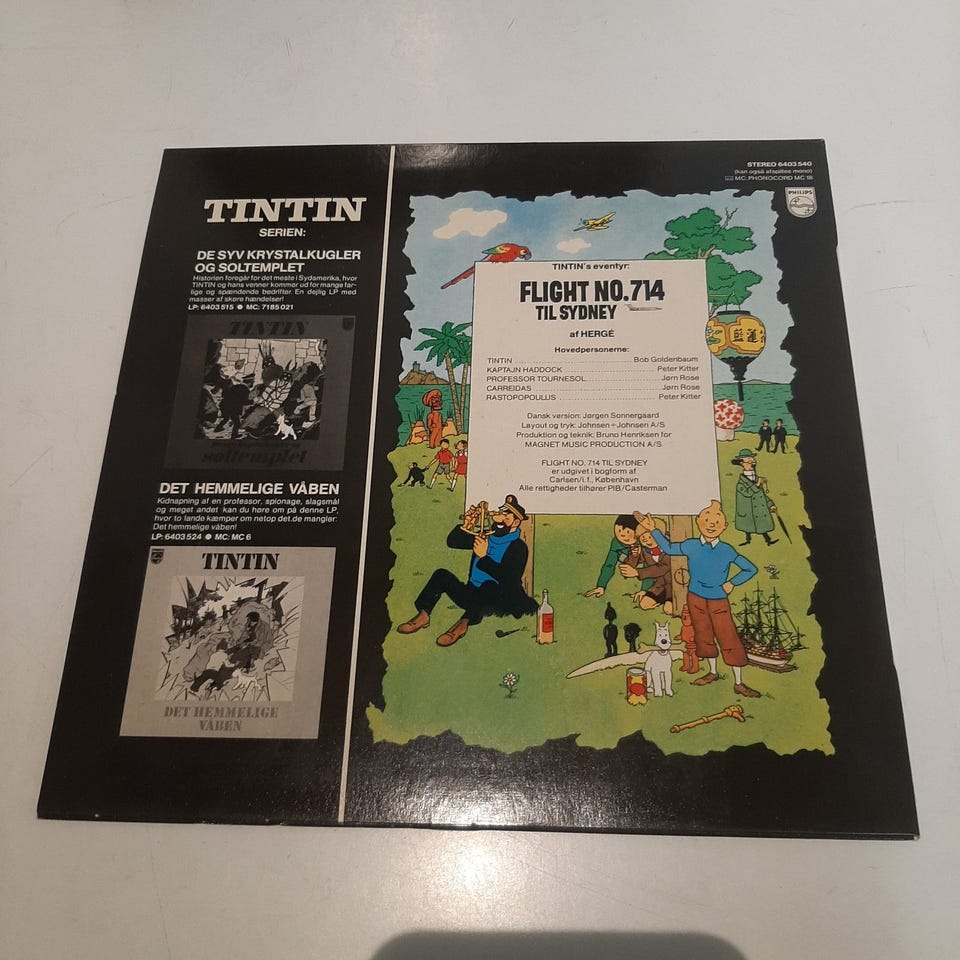 TINTIN
SERIEN:
DE SYV KRYSTALKUGLER
OG SOLTEMPLET
Historien foregår for det meste i Sydamerika, hvor
TINTIN og hans venner kommer ud for mange far-
lige og spændende bedrifter. En dejlig LP med
masser af skøre hændelser!
LP: 6403 515 ● MC: 7185 021
TINTIN
soltemplet
DET HEMMELIGE VÅBEN
Kidnapning af en professor, spionage, slagsmål
og meget andet kan du høre om på denne LP,
hvor to lande kæmper om netop det, de mangler:
Det hemmelige våben!
LP: 6403 524 ● MC: MC 6
TINTIN
DET HEMMELIGE
VÅBEN
STEREO 6403 540
(kan også afspilles mono)
MC: PHONOCORD MC 18
PHILIPS
TINTIN's eventyr:
FLIGHT NO. 714
TIL SYDNEY
af HERGÉ
Hovedpersonerne:
TINTIN ........ Bob Goldenbaum
KAPTAJN HADDOCK ........ Peter Kitter
PROFESSOR TOURNESOL ........ Jørn Rose
CARREIDAS ........ Jørn Rose
RASTOPOPOULUS ........ Peter Kitter
Dansk version: Jørgen Sonnergaard
Layout og tryk: Johnsen+Johnsen A/S
Produktion og teknik: Bruno Henriksen for
MAGNET MUSIC PRODUCTION A/S
FLIGHT NO. 714 TIL SYDNEY
er udgivet i bogform af
Carlsen/i.f., København
Alle rettigheder tilhører PIB/Casterman
藍蓮